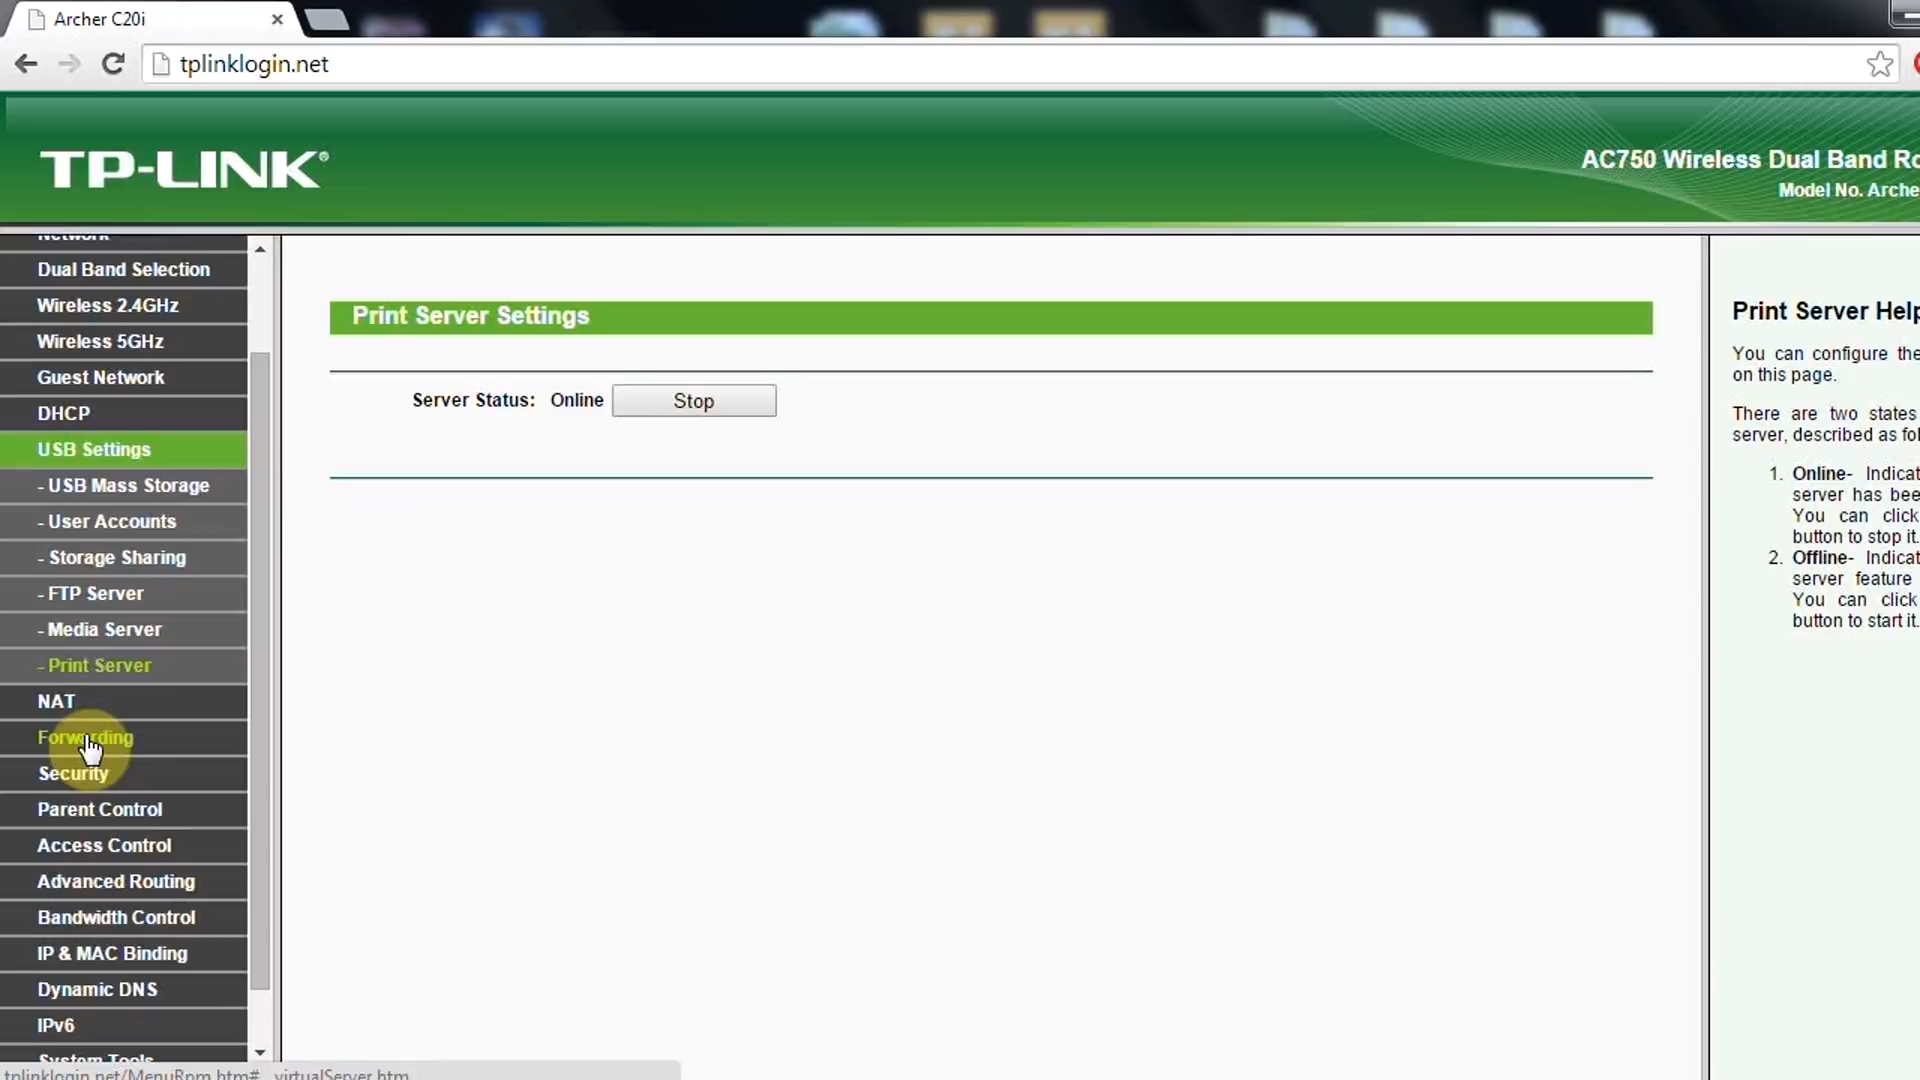 Archer C20i
tplinklogin.net
TP-LINK®
AC750 Wireless Dual Band Ro
Model No. Arche
Network
Dual Band Selection
Wireless 2.4GHz
Wireless 5GHz
Guest Network
DHCP
USB Settings
- USB Mass Storage
- User Accounts
- Storage Sharing
- FTP Server
- Media Server
- Print Server
NAT
Forwarding
Security
Parent Control
Access Control
Advanced Routing
Bandwidth Control
IP & MAC Binding
Dynamic DNS
IPv6
System Tools
Print Server Settings
Server Status: Online Stop
Print Server Help
You can configure the
on this page.
There are two states
server, described as fol
1. Online- Indicat
server has bee
You can click
button to stop it.
2. Offline- Indicat
server feature
You can click
button to start it.
tplinklogin.net/MenuRpm.htm#__virtualServer.htm